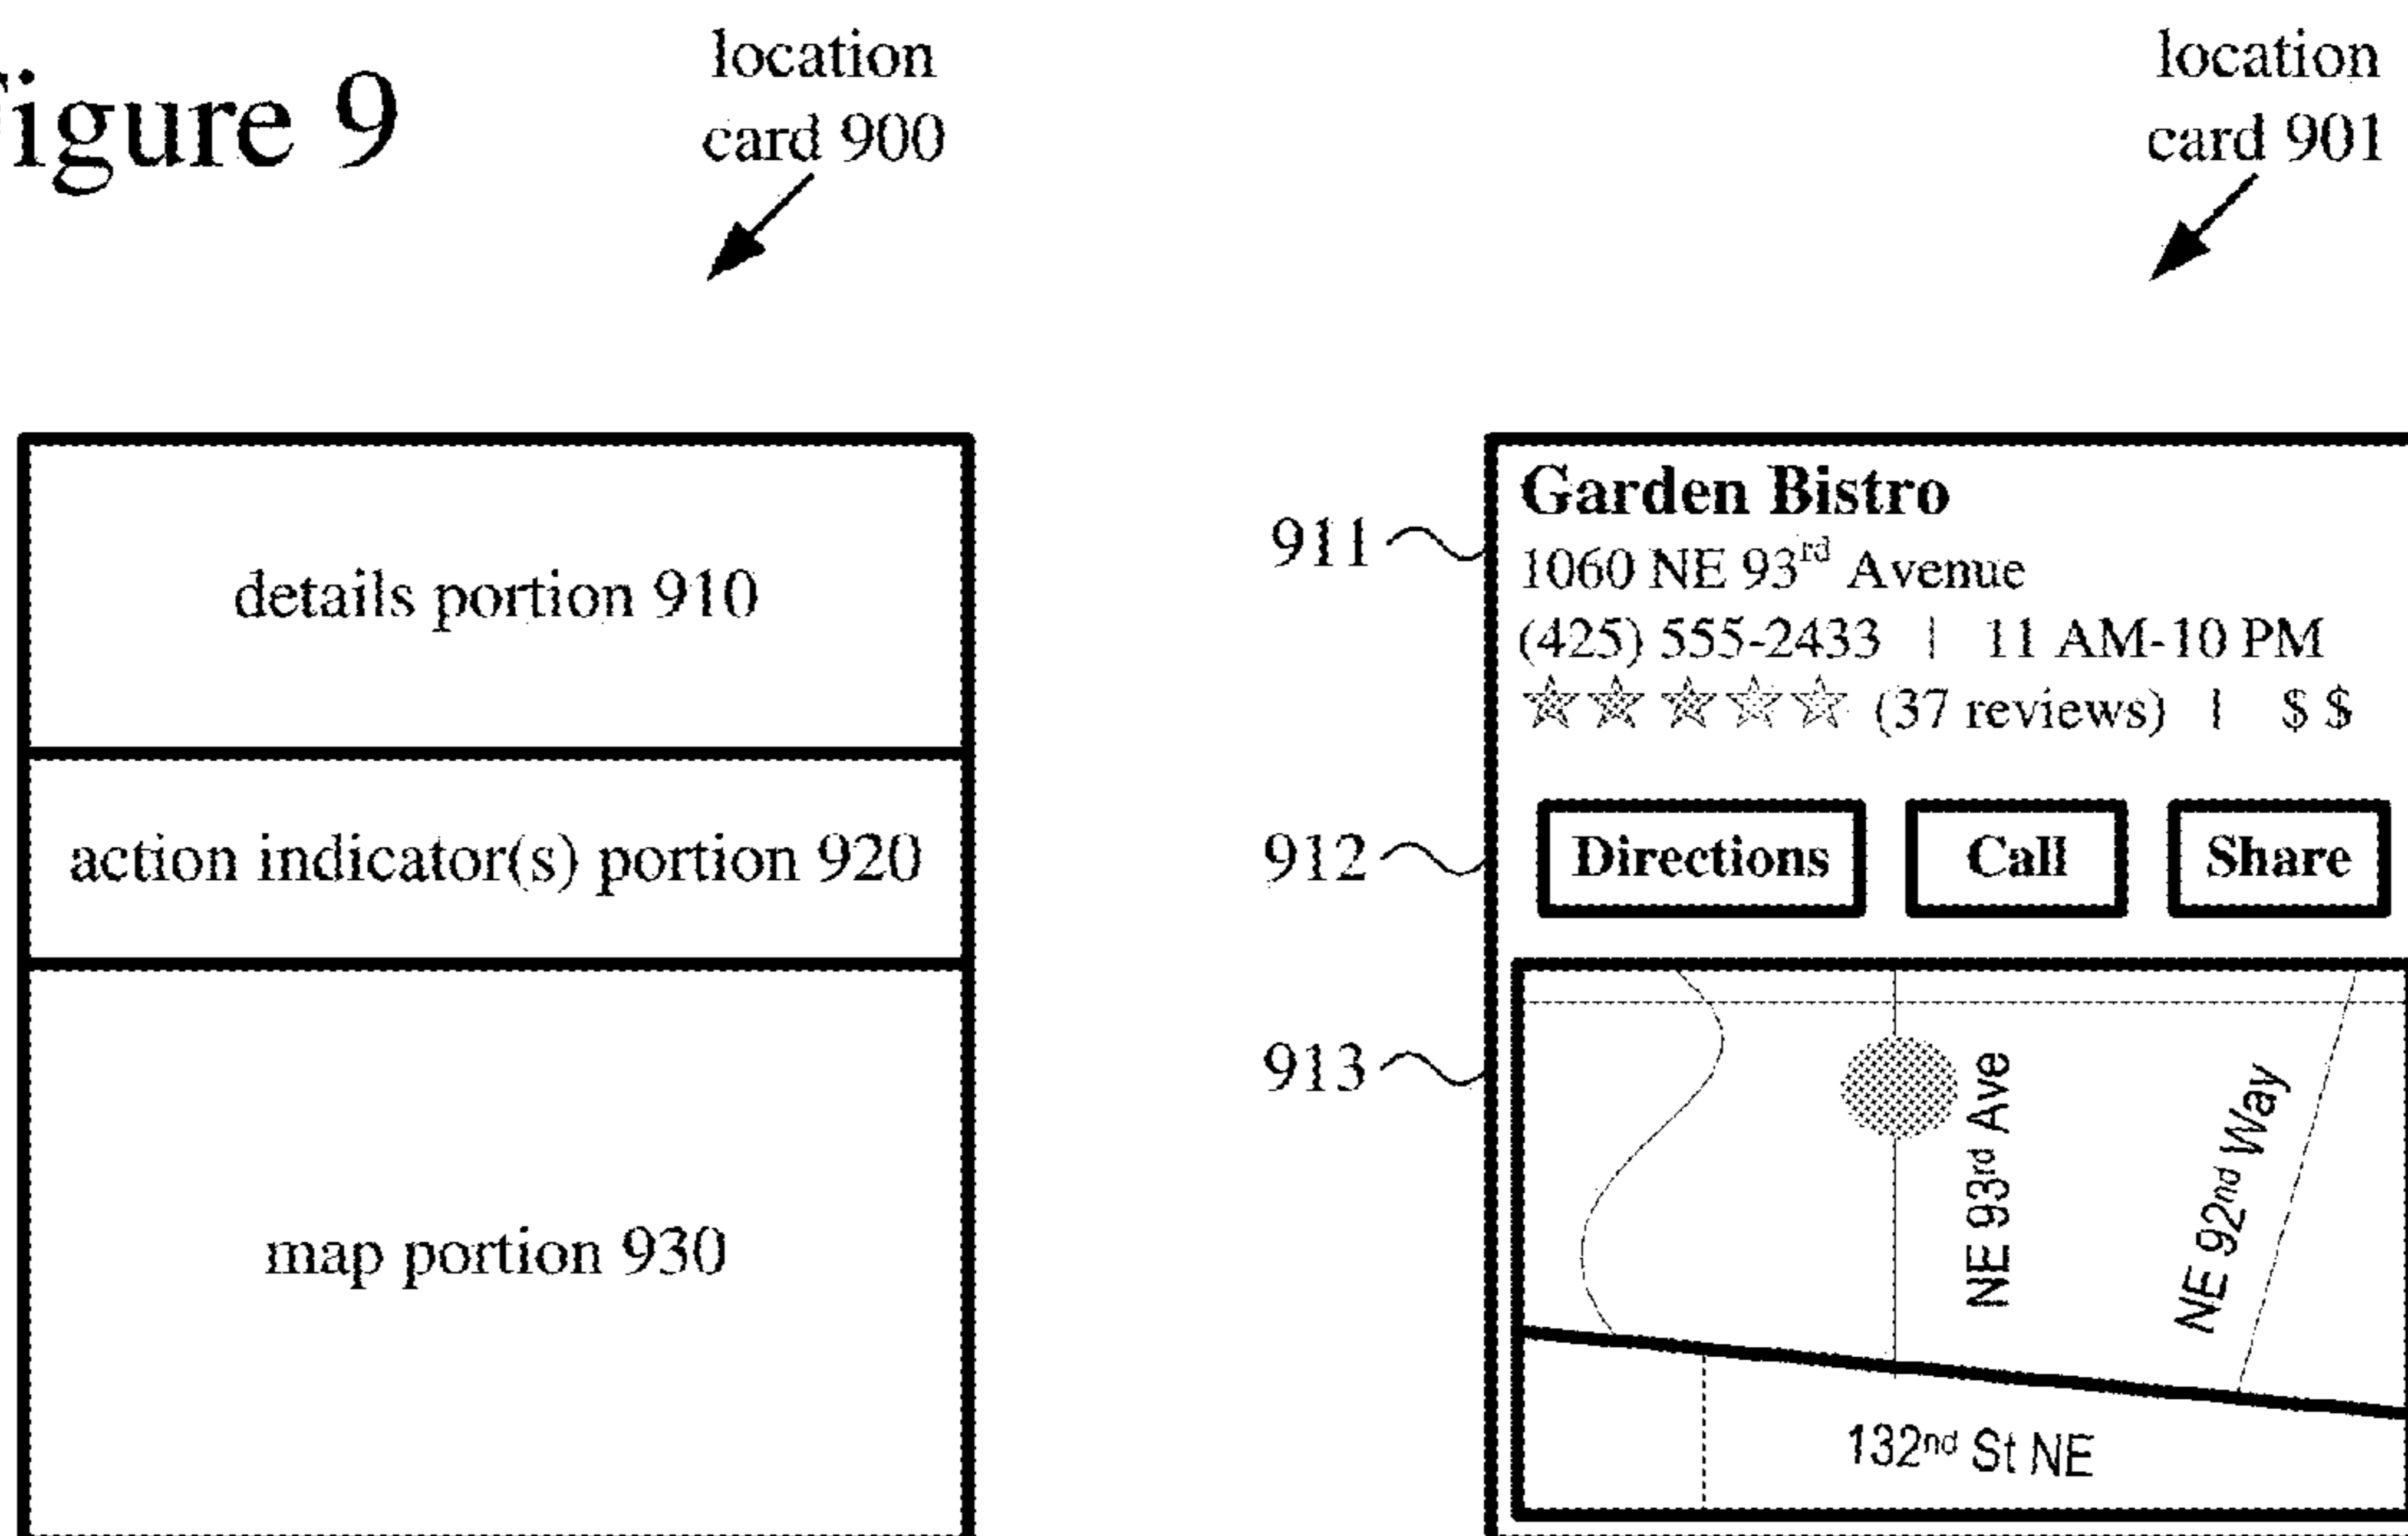 igure 9
location
card 900
location
card 901
details portion 910
action indicator(s) portion 920
map portion 930
911
Garden Bistro
1060 NE 93rd Avenue
(425) 555-2433 | 11 AM-10 PM
(37 reviews) | $ $
912
Directions
Call
Share
913
NE 93rd Ave
NE 92nd Way
132nd St NE